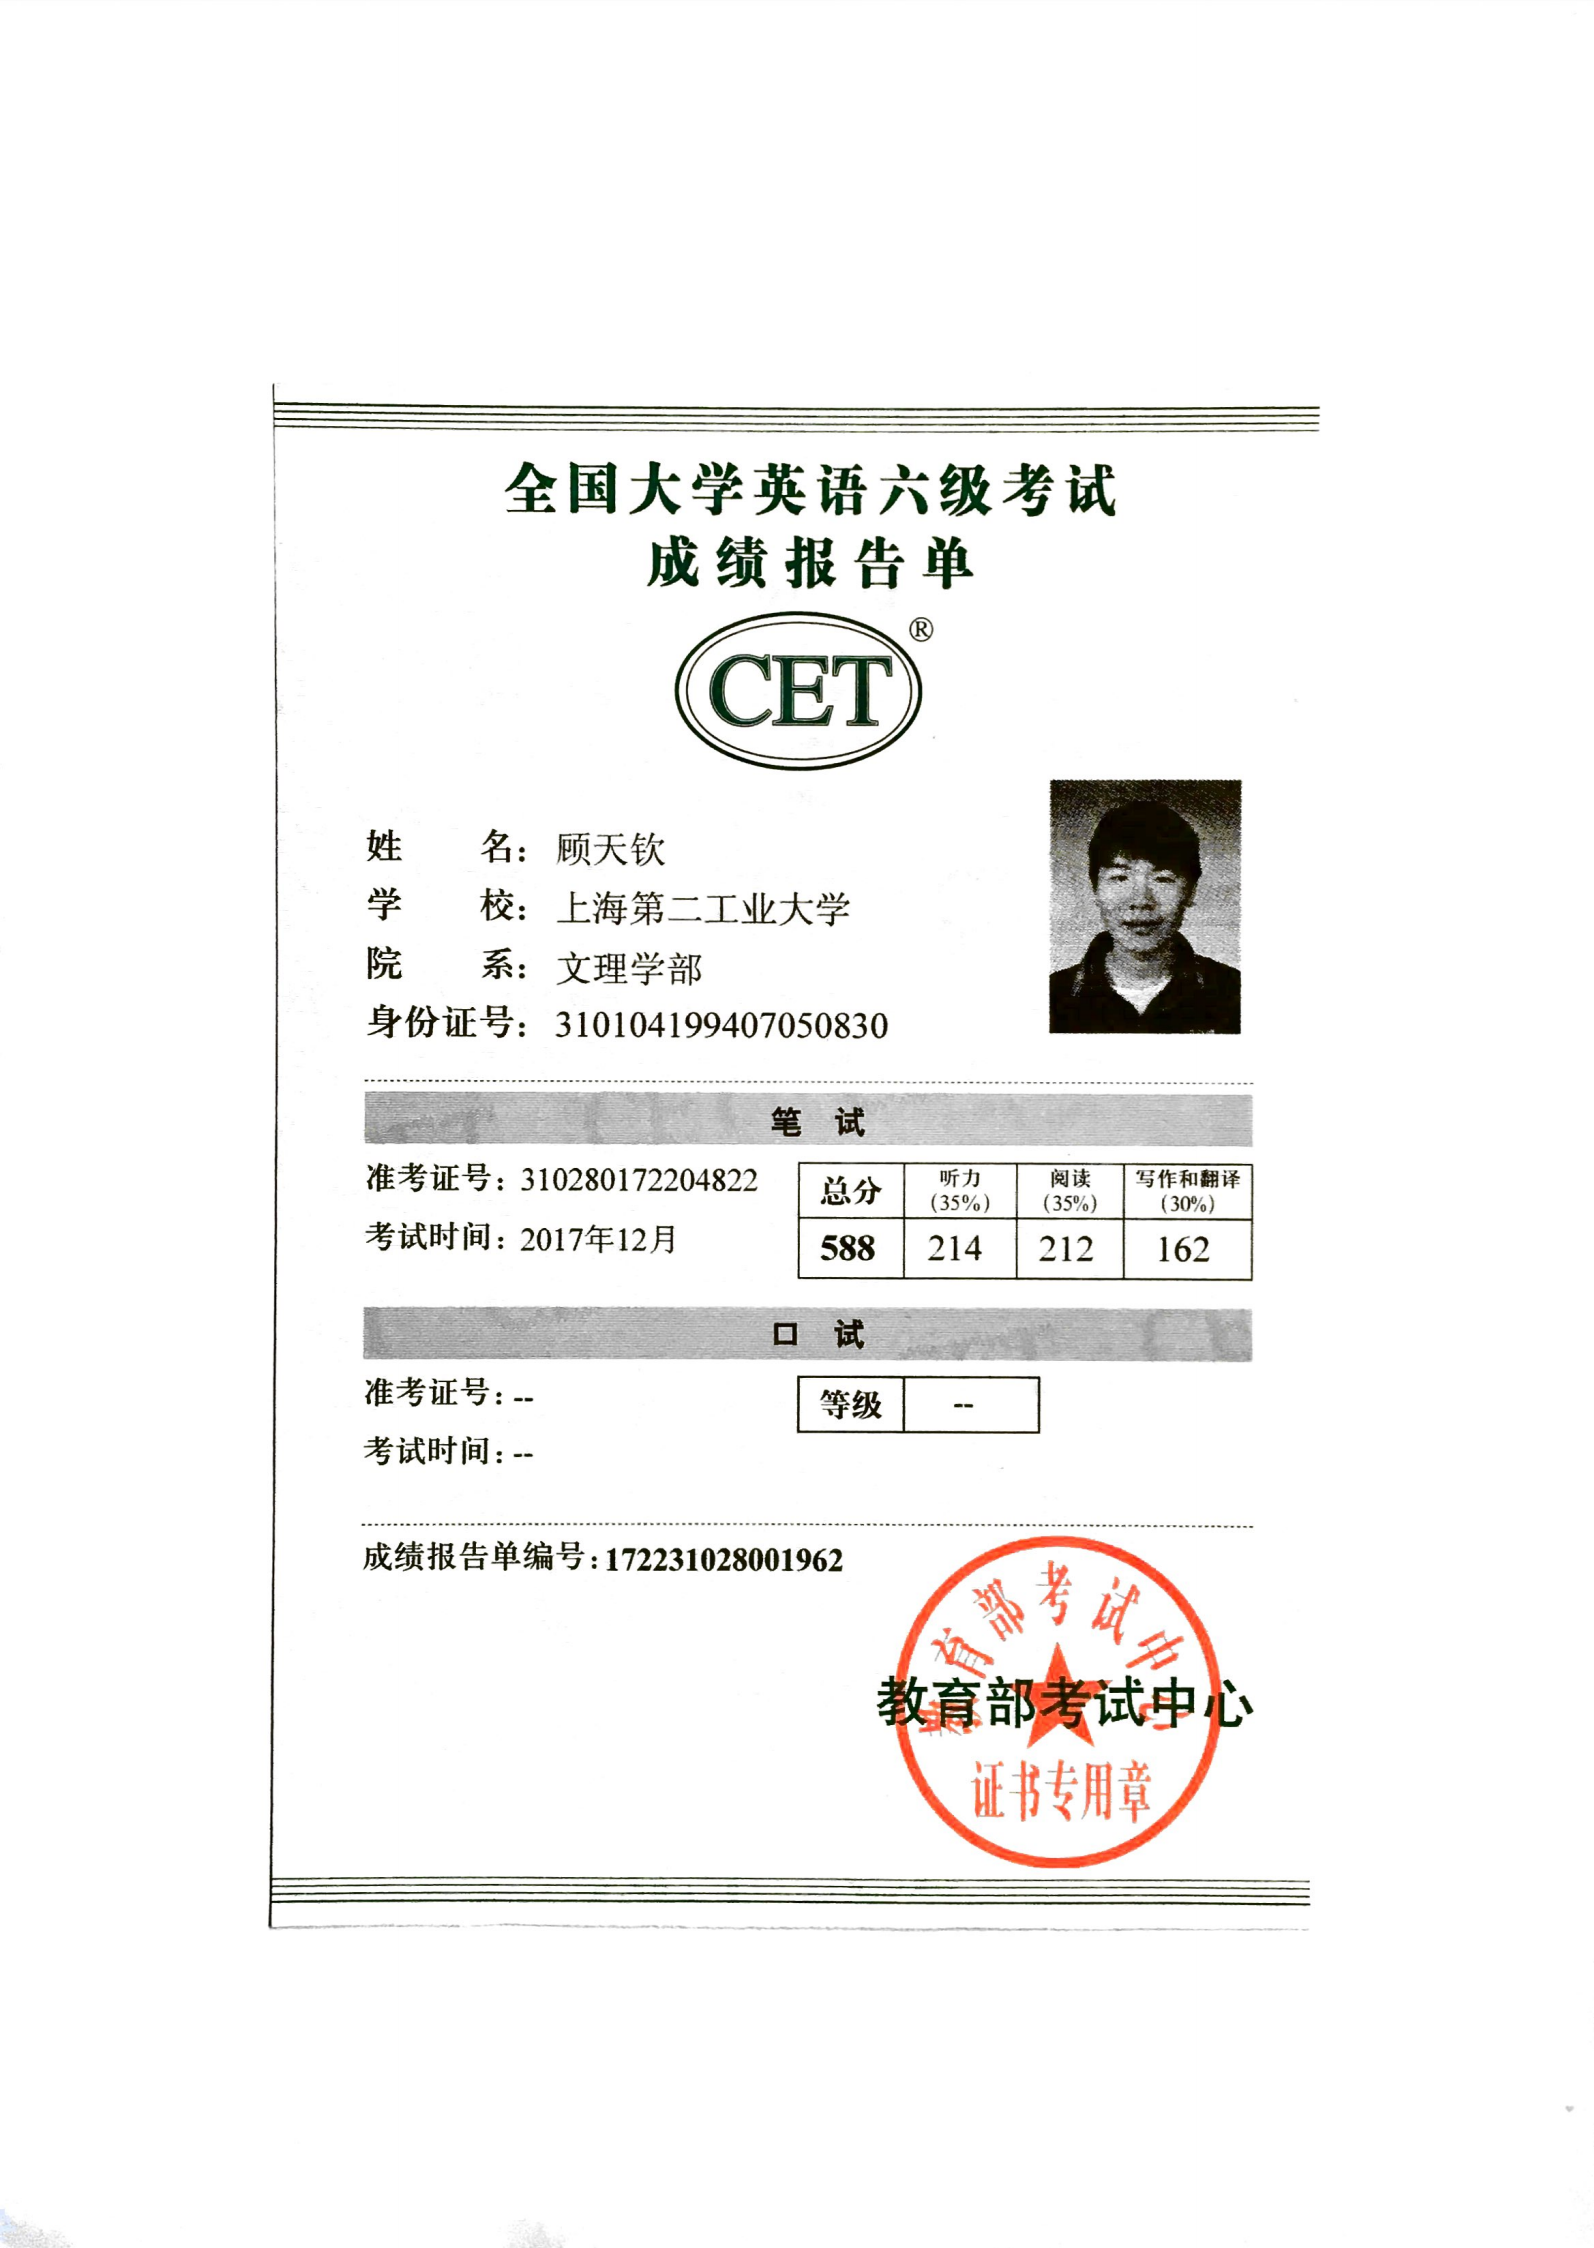 全国大学英语六级考试
成绩报告单
CET®
姓 名：顾天钦
学 校：上海第二工业大学
院 系：文理学部
身份证号：310104199407050830
笔 试
准考证号：310280172204822
考试时间：2017年12月
总分 听力(35%) 阅读(35%) 写作和翻译(30%)
588 214 212 162
口 试
准考证号：--
考试时间：--
等级 --
成绩报告单编号：172231028001962
教育部考试中心
教育部考试中心
证书专用章